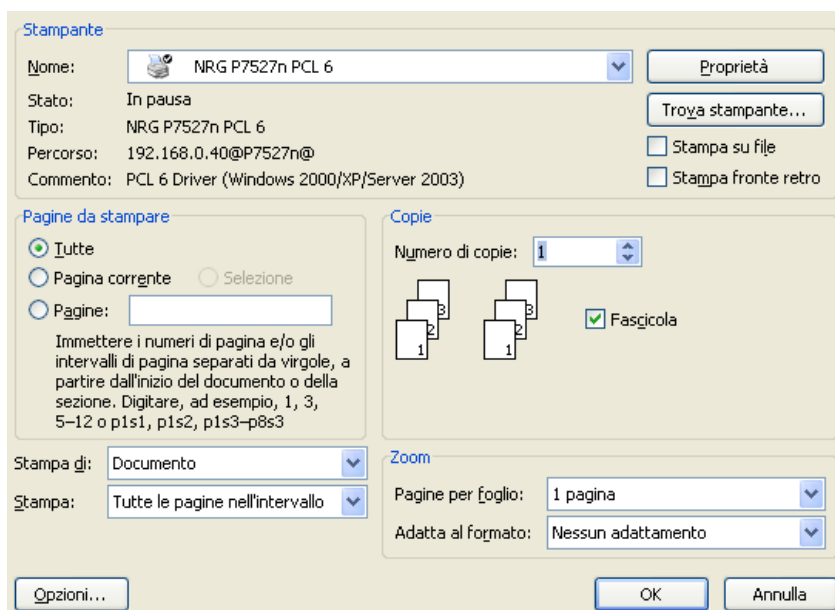 Stampante
Nome: NRG P7527n PCL 6 Proprietà
Stato: In pausa
Trova stampante...
Tipo: NRG P7527n PCL 6
Percorso: 192.168.0.40@P7527n@ Stampa su file
Commento: PCL 6 Driver (Windows 2000/XP/Server 2003) Stampa fronte retro
Pagine da stampare
Tutte
Pagina corrente Selezione
Pagine:
Immettere i numeri di pagina e/o gli
intervalli di pagina separati da virgole, a
partire dall'inizio del documento o della
sezione. Digitare, ad esempio, 1, 3,
5–12 o p1s1, p1s2, p1s3–p8s3
Copie
Numero di copie: 1
3 3
2 2
1 1
Fascicola
Stampa di: Documento
Stampa: Tutte le pagine nell'intervallo
Zoom
Pagine per foglio: 1 pagina
Adatta al formato: Nessun adattamento
Opzioni... OK Annulla